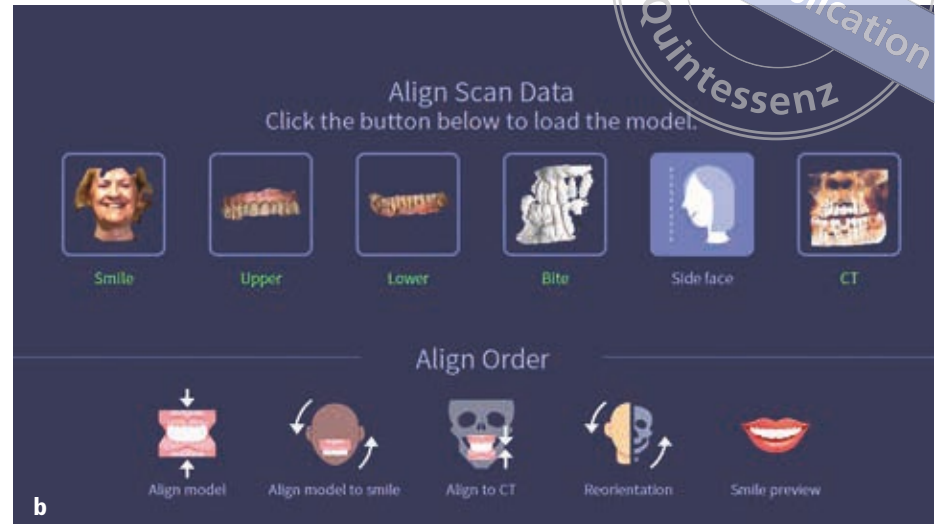 lication
Quintessenz
Align Scan Data
Click the button below to load the model.
Smile Upper Lower Bite Side face CT
Align Order
Align model Align model to smile Align to CT Reorientation Smile preview
b